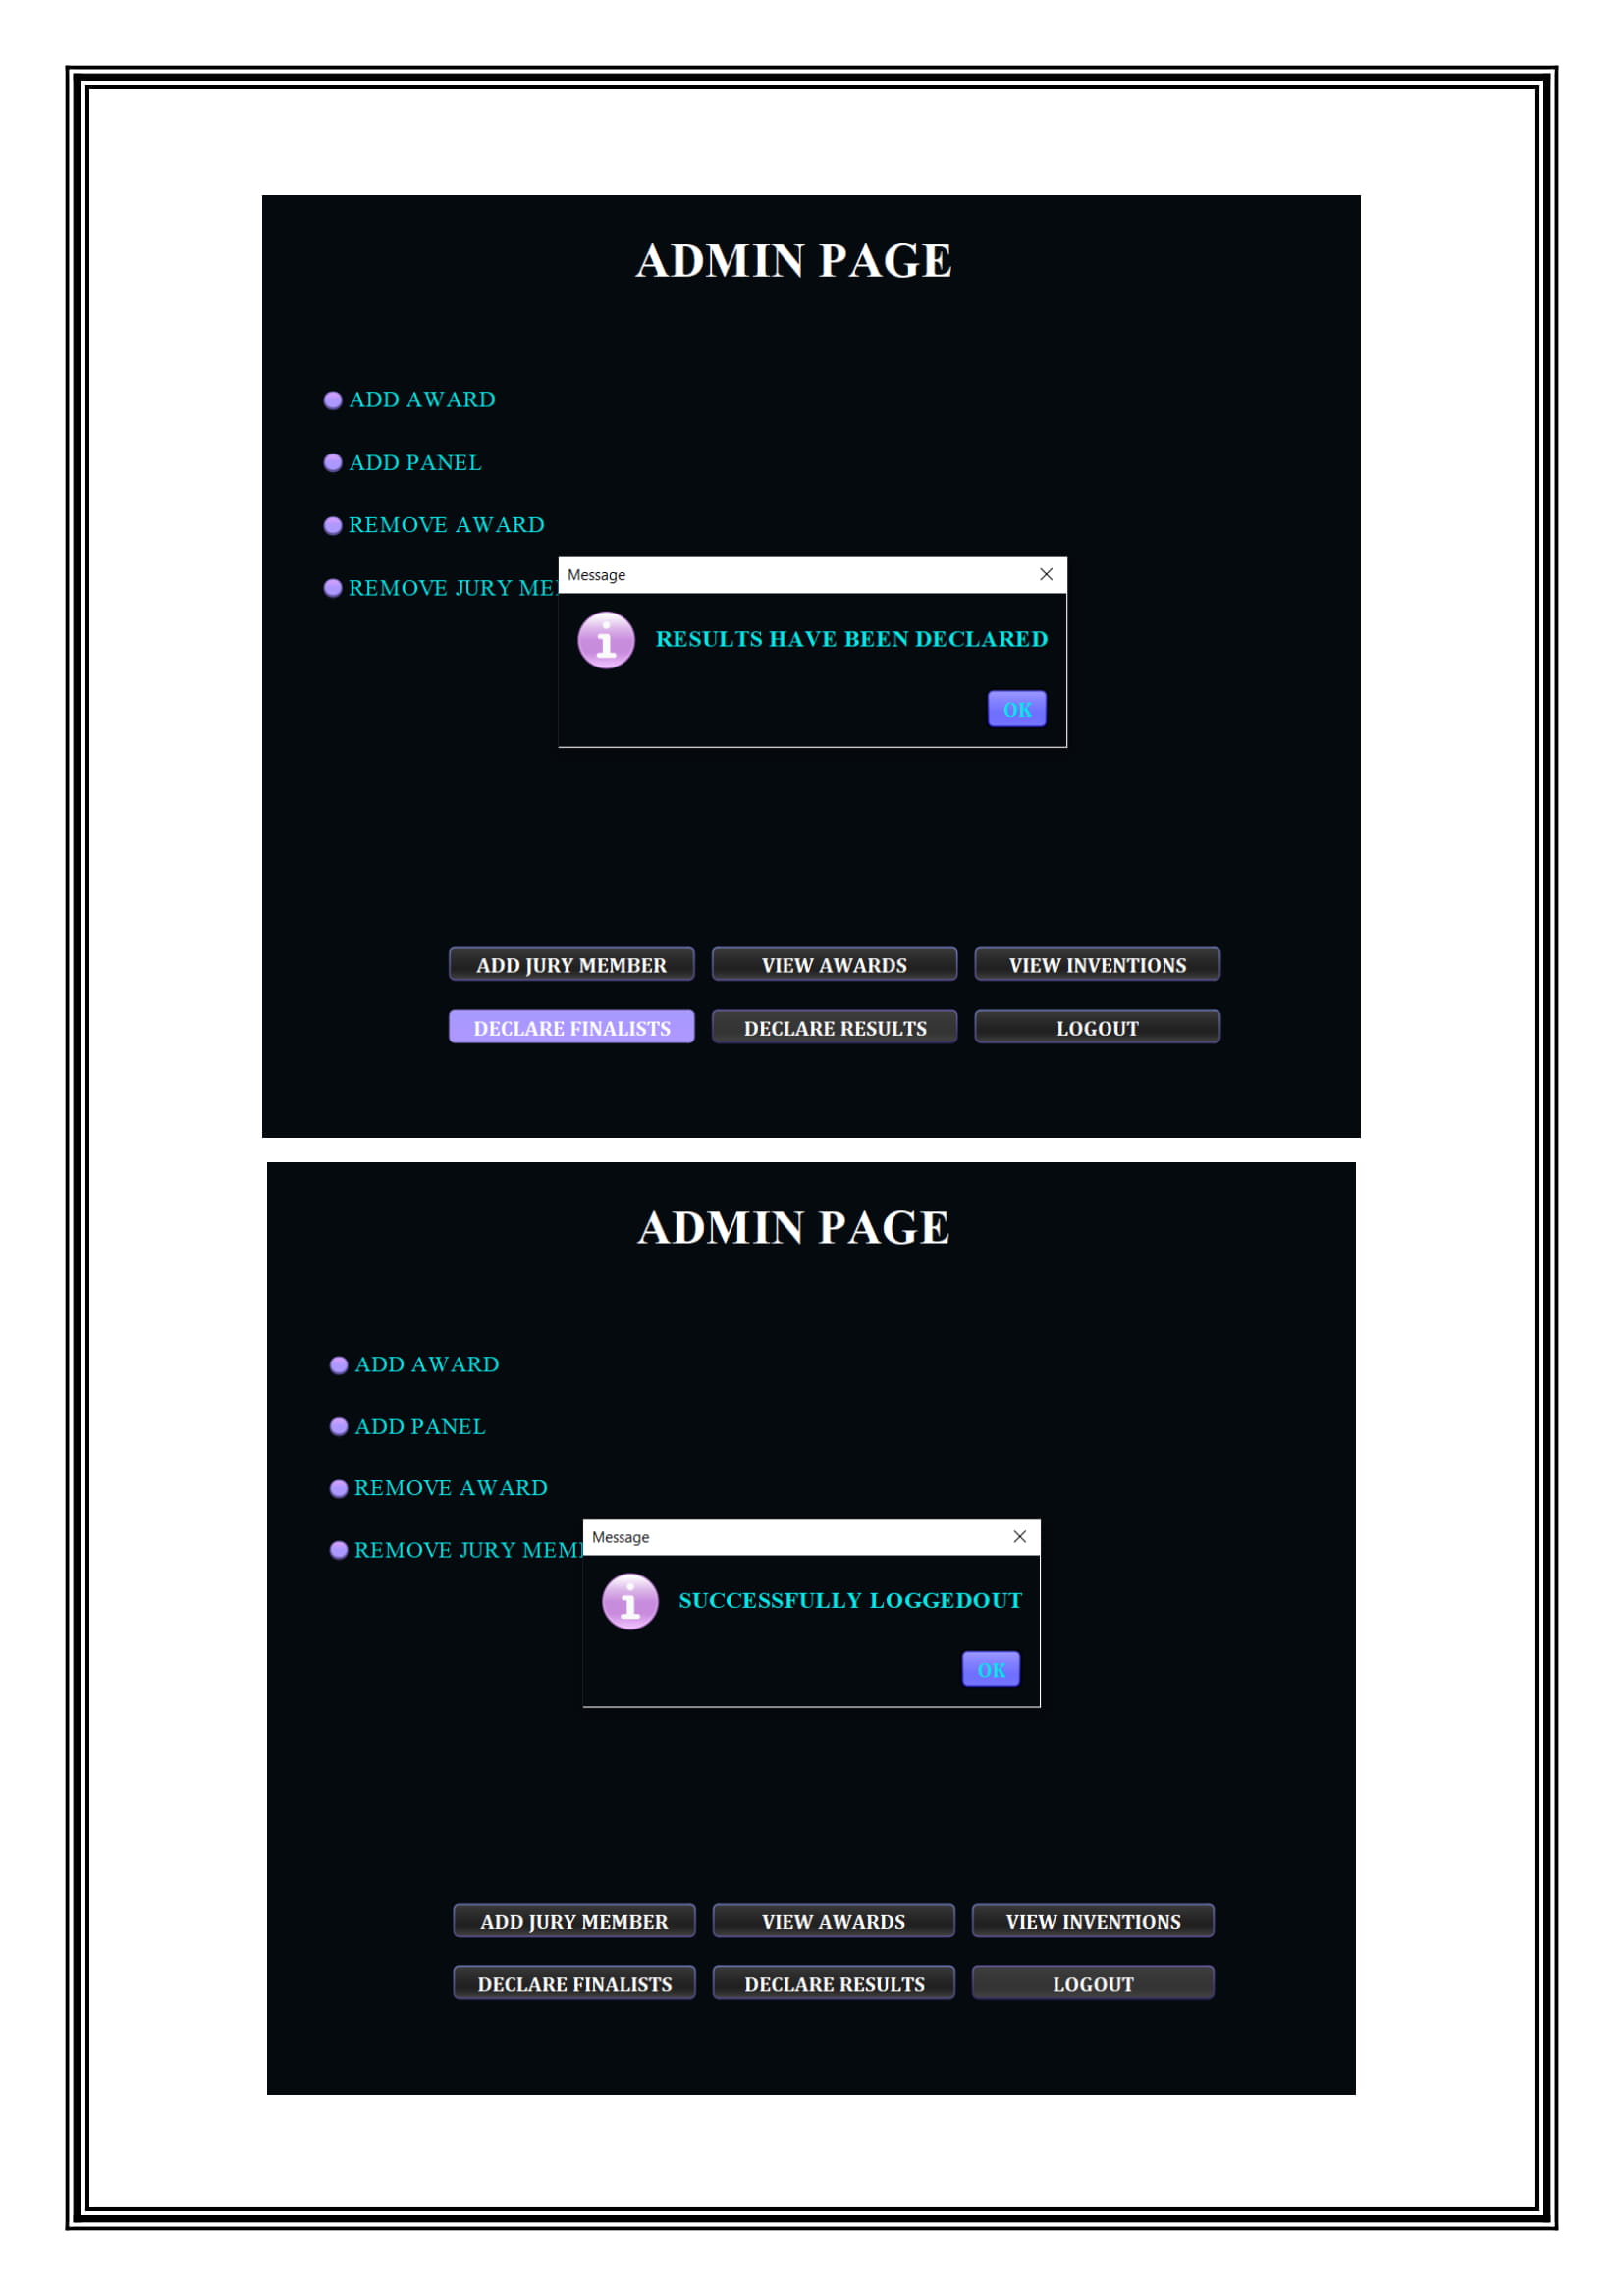 ADMIN PAGE
ADD AWARD
ADD PANEL
REMOVE AWARD
REMOVE JURY ME
Message
RESULTS HAVE BEEN DECLARED
OK
ADD JURY MEMBER VIEW AWARDS VIEW INVENTIONS
DECLARE FINALISTS DECLARE RESULTS LOGOUT
ADMIN PAGE
ADD AWARD
ADD PANEL
REMOVE AWARD
REMOVE JURY MEM
Message
SUCCESSFULLY LOGGEDOUT
OK
ADD JURY MEMBER VIEW AWARDS VIEW INVENTIONS
DECLARE FINALISTS DECLARE RESULTS LOGOUT